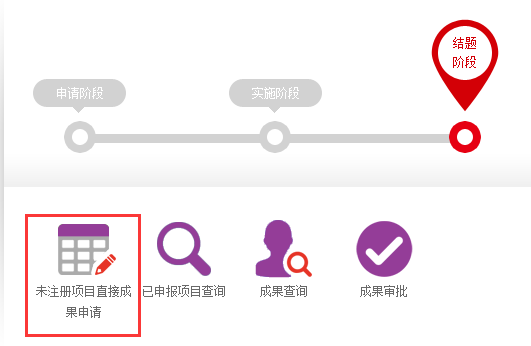 结题
阶段
申请阶段
实施阶段
未注册项目直接成
果申请
已申报项目查询
成果查询
成果审批